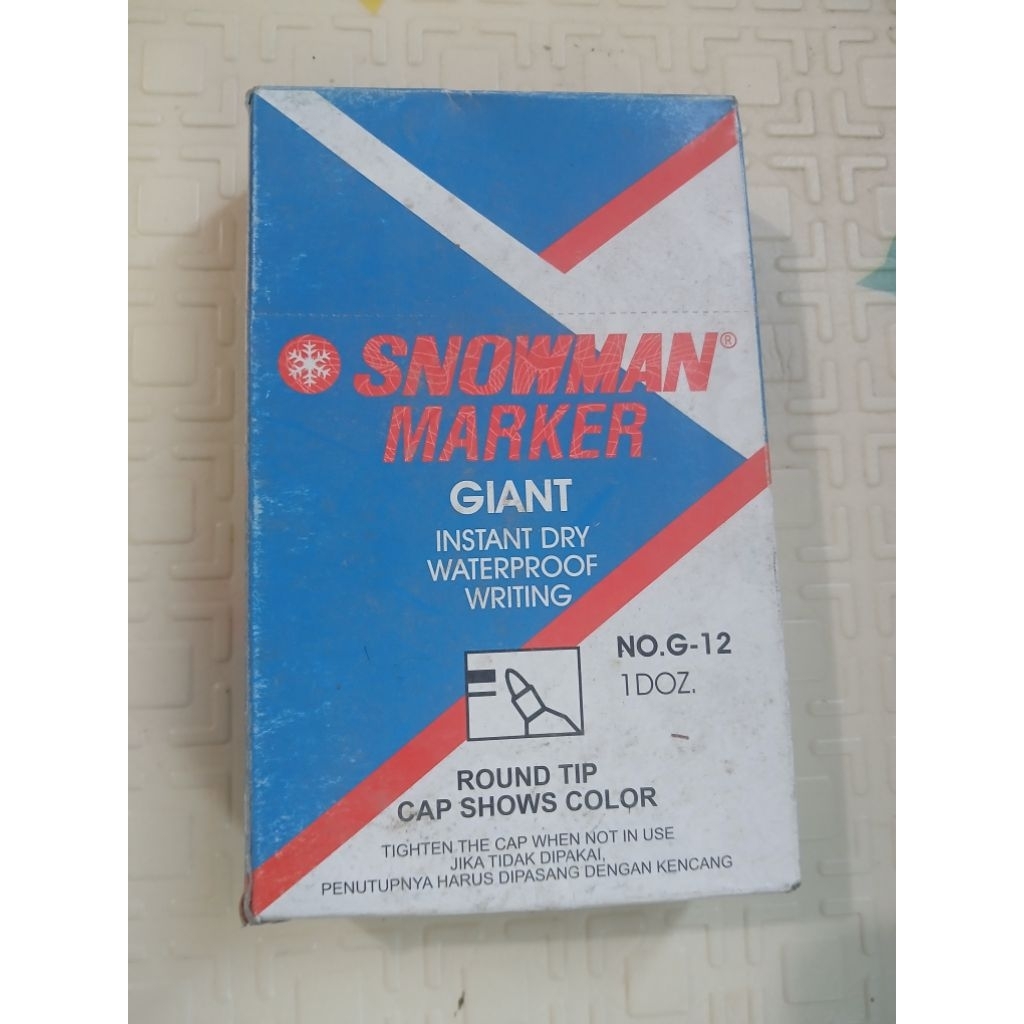 SNOWMAN®
MARKER
GIANT
INSTANT DRY
WATERPROOF
WRITING
NO.G-12
1DOZ.
ROUND TIP
CAP SHOWS COLOR
TIGHTEN THE CAP WHEN NOT IN USE
JIKA TIDAK DIPAKAI,
PENUTUPNYA HARUS DIPASANG DENGAN KENCANG